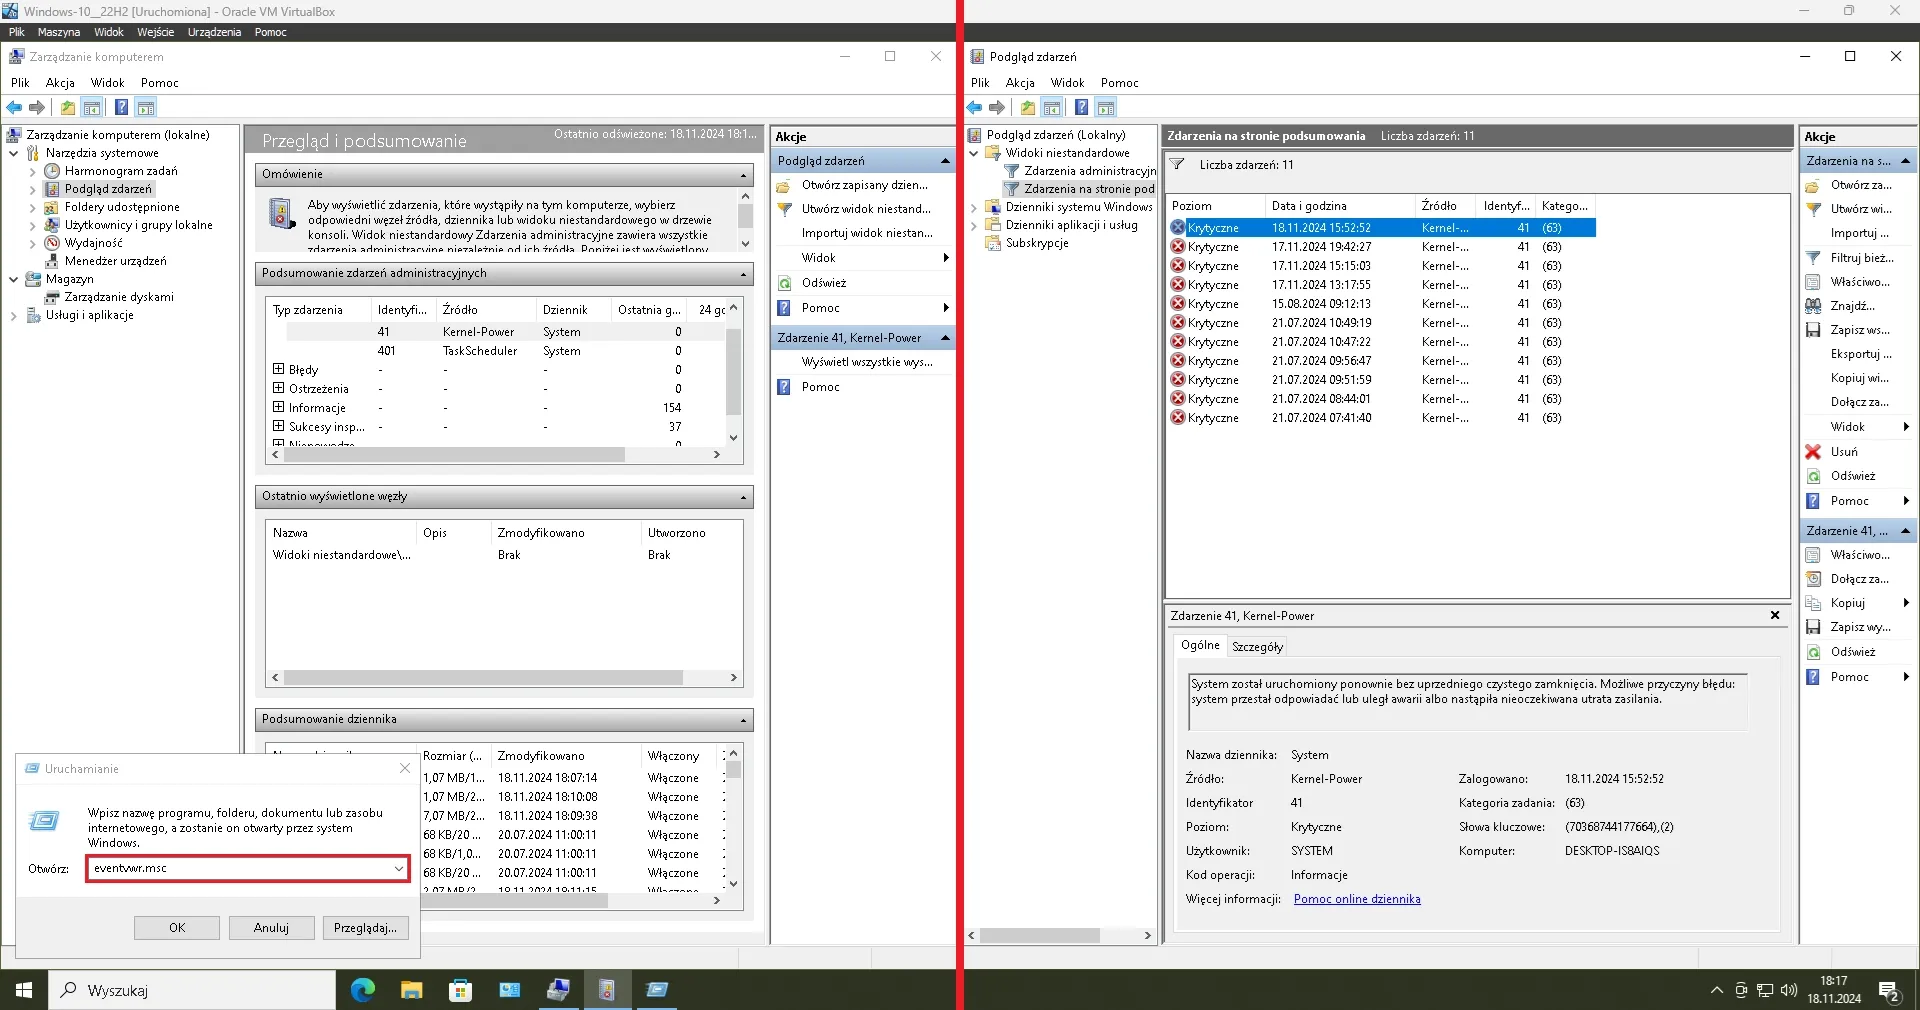 Windows-10__22H2 [Uruchomiona] - Oracle VM VirtualBox
Plik Maszyna Widok Wejście Urządzenia Pomoc
Zarządzanie komputerem
Plik Akcja Widok Pomoc
Zarządzanie komputerem (lokalne)
Narzędzia systemowe
Harmonogram zadań
Podgląd zdarzeń
Foldery udostępnione
Użytkownicy i grupy lokalne
Wydajność
Menedżer urządzeń
Magazyn
Zarządzanie dyskami
Usługi i aplikacje
Przegląd i podsumowanie Ostatnio odświeżone: 18.11.2024 18:1...
Omówienie
Aby wyświetlić zdarzenia, które wystąpiły na tym komputerze, wybierz
odpowiedni węzeł źródła, dziennika lub widoku niestandardowego w drzewie
konsoli. Widok niestandardowy Zdarzenia administracyjne zawiera wszystkie
zdarzenia administracyjne niezależnie od ich źródła. Poniżej jest wyświetlony
Podsumowanie zdarzeń administracyjnych
Typ zdarzenia Identyfi... Źródło Dziennik Ostatnia g... 24 go
41 Kernel-Power System 0
401 TaskScheduler System 0
Błędy - - - 0
Ostrzeżenia - - - 0
Informacje - - - 154
Sukcesy insp... - - - 37
Niepowodze... 0
Ostatnio wyświetlone węzły
Nazwa Opis Zmodyfikowano Utworzono
Widoki niestandardowe\... Brak Brak
Podsumowanie dziennika
Rozmiar (... Zmodyfikowano Włączony
1,07 MB/1... 18.11.2024 18:07:14 Włączone
1,07 MB/2... 18.11.2024 18:10:08 Włączone
7,07 MB/2... 18.11.2024 18:09:38 Włączone
68 KB/20 ... 20.07.2024 11:00:11 Włączone
68 KB/1,0... 20.07.2024 11:00:11 Włączone
68 KB/20 ... 20.07.2024 11:00:11 Włączone
2,07 MB/2... 18.11.2024 18:11:15 Włączone
Akcje
Podgląd zdarzeń
Otwórz zapisany dzien...
Utwórz widok niestand...
Importuj widok niestan...
Widok
Odśwież
Pomoc
Zdarzenie 41, Kernel-Power
Wyświetl wszystkie wys...
Pomoc
Uruchamianie
Wpisz nazwę programu, folderu, dokumentu lub zasobu
internetowego, a zostanie on otwarty przez system
Windows.
Otwórz: eventvwr.msc
OK Anuluj Przeglądaj...
Podgląd zdarzeń
Plik Akcja Widok Pomoc
Podgląd zdarzeń (Lokalny)
Widoki niestandardowe
Zdarzenia administracyjn
Zdarzenia na stronie pod
Dzienniki systemu Windows
Dzienniki aplikacji i usług
Subskrypcje
Zdarzenia na stronie podsumowania Liczba zdarzeń: 11
Liczba zdarzeń: 11
Poziom Data i godzina Źródło Identyf... Katego...
Krytyczne 18.11.2024 15:52:52 Kernel-... 41 (63)
Krytyczne 17.11.2024 19:42:27 Kernel-... 41 (63)
Krytyczne 17.11.2024 15:15:03 Kernel-... 41 (63)
Krytyczne 17.11.2024 13:17:55 Kernel-... 41 (63)
Krytyczne 15.08.2024 09:12:13 Kernel-... 41 (63)
Krytyczne 21.07.2024 10:49:19 Kernel-... 41 (63)
Krytyczne 21.07.2024 10:47:22 Kernel-... 41 (63)
Krytyczne 21.07.2024 09:56:47 Kernel-... 41 (63)
Krytyczne 21.07.2024 09:51:59 Kernel-... 41 (63)
Krytyczne 21.07.2024 08:44:01 Kernel-... 41 (63)
Krytyczne 21.07.2024 07:41:40 Kernel-... 41 (63)
Zdarzenie 41, Kernel-Power
Ogólne Szczegóły
System został uruchomiony ponownie bez uprzedniego czystego zamknięcia. Możliwe przyczyny błędu:
system przestał odpowiadać lub uległ awarii albo nastąpiła nieoczekiwana utrata zasilania.
Nazwa dziennika: System
Źródło: Kernel-Power Zalogowano: 18.11.2024 15:52:52
Identyfikator 41 Kategoria zadania: (63)
Poziom: Krytyczne Słowa kluczowe: (70368744177664),(2)
Użytkownik: SYSTEM Komputer: DESKTOP-IS8AIQS
Kod operacji: Informacje
Więcej informacji: Pomoc online dziennika
Akcje
Zdarzenia na s...
Otwórz za...
Utwórz wi...
Importuj ...
Filtruj bież...
Właściwo...
Znajdź...
Zapisz ws...
Eksportuj ...
Kopiuj wi...
Dołącz za...
Widok
Usuń
Odśwież
Pomoc
Zdarzenie 41, ...
Właściwo...
Dołącz za...
Kopiuj
Zapisz wy...
Odśwież
Pomoc
Wyszukaj
18:17
18.11.2024
2